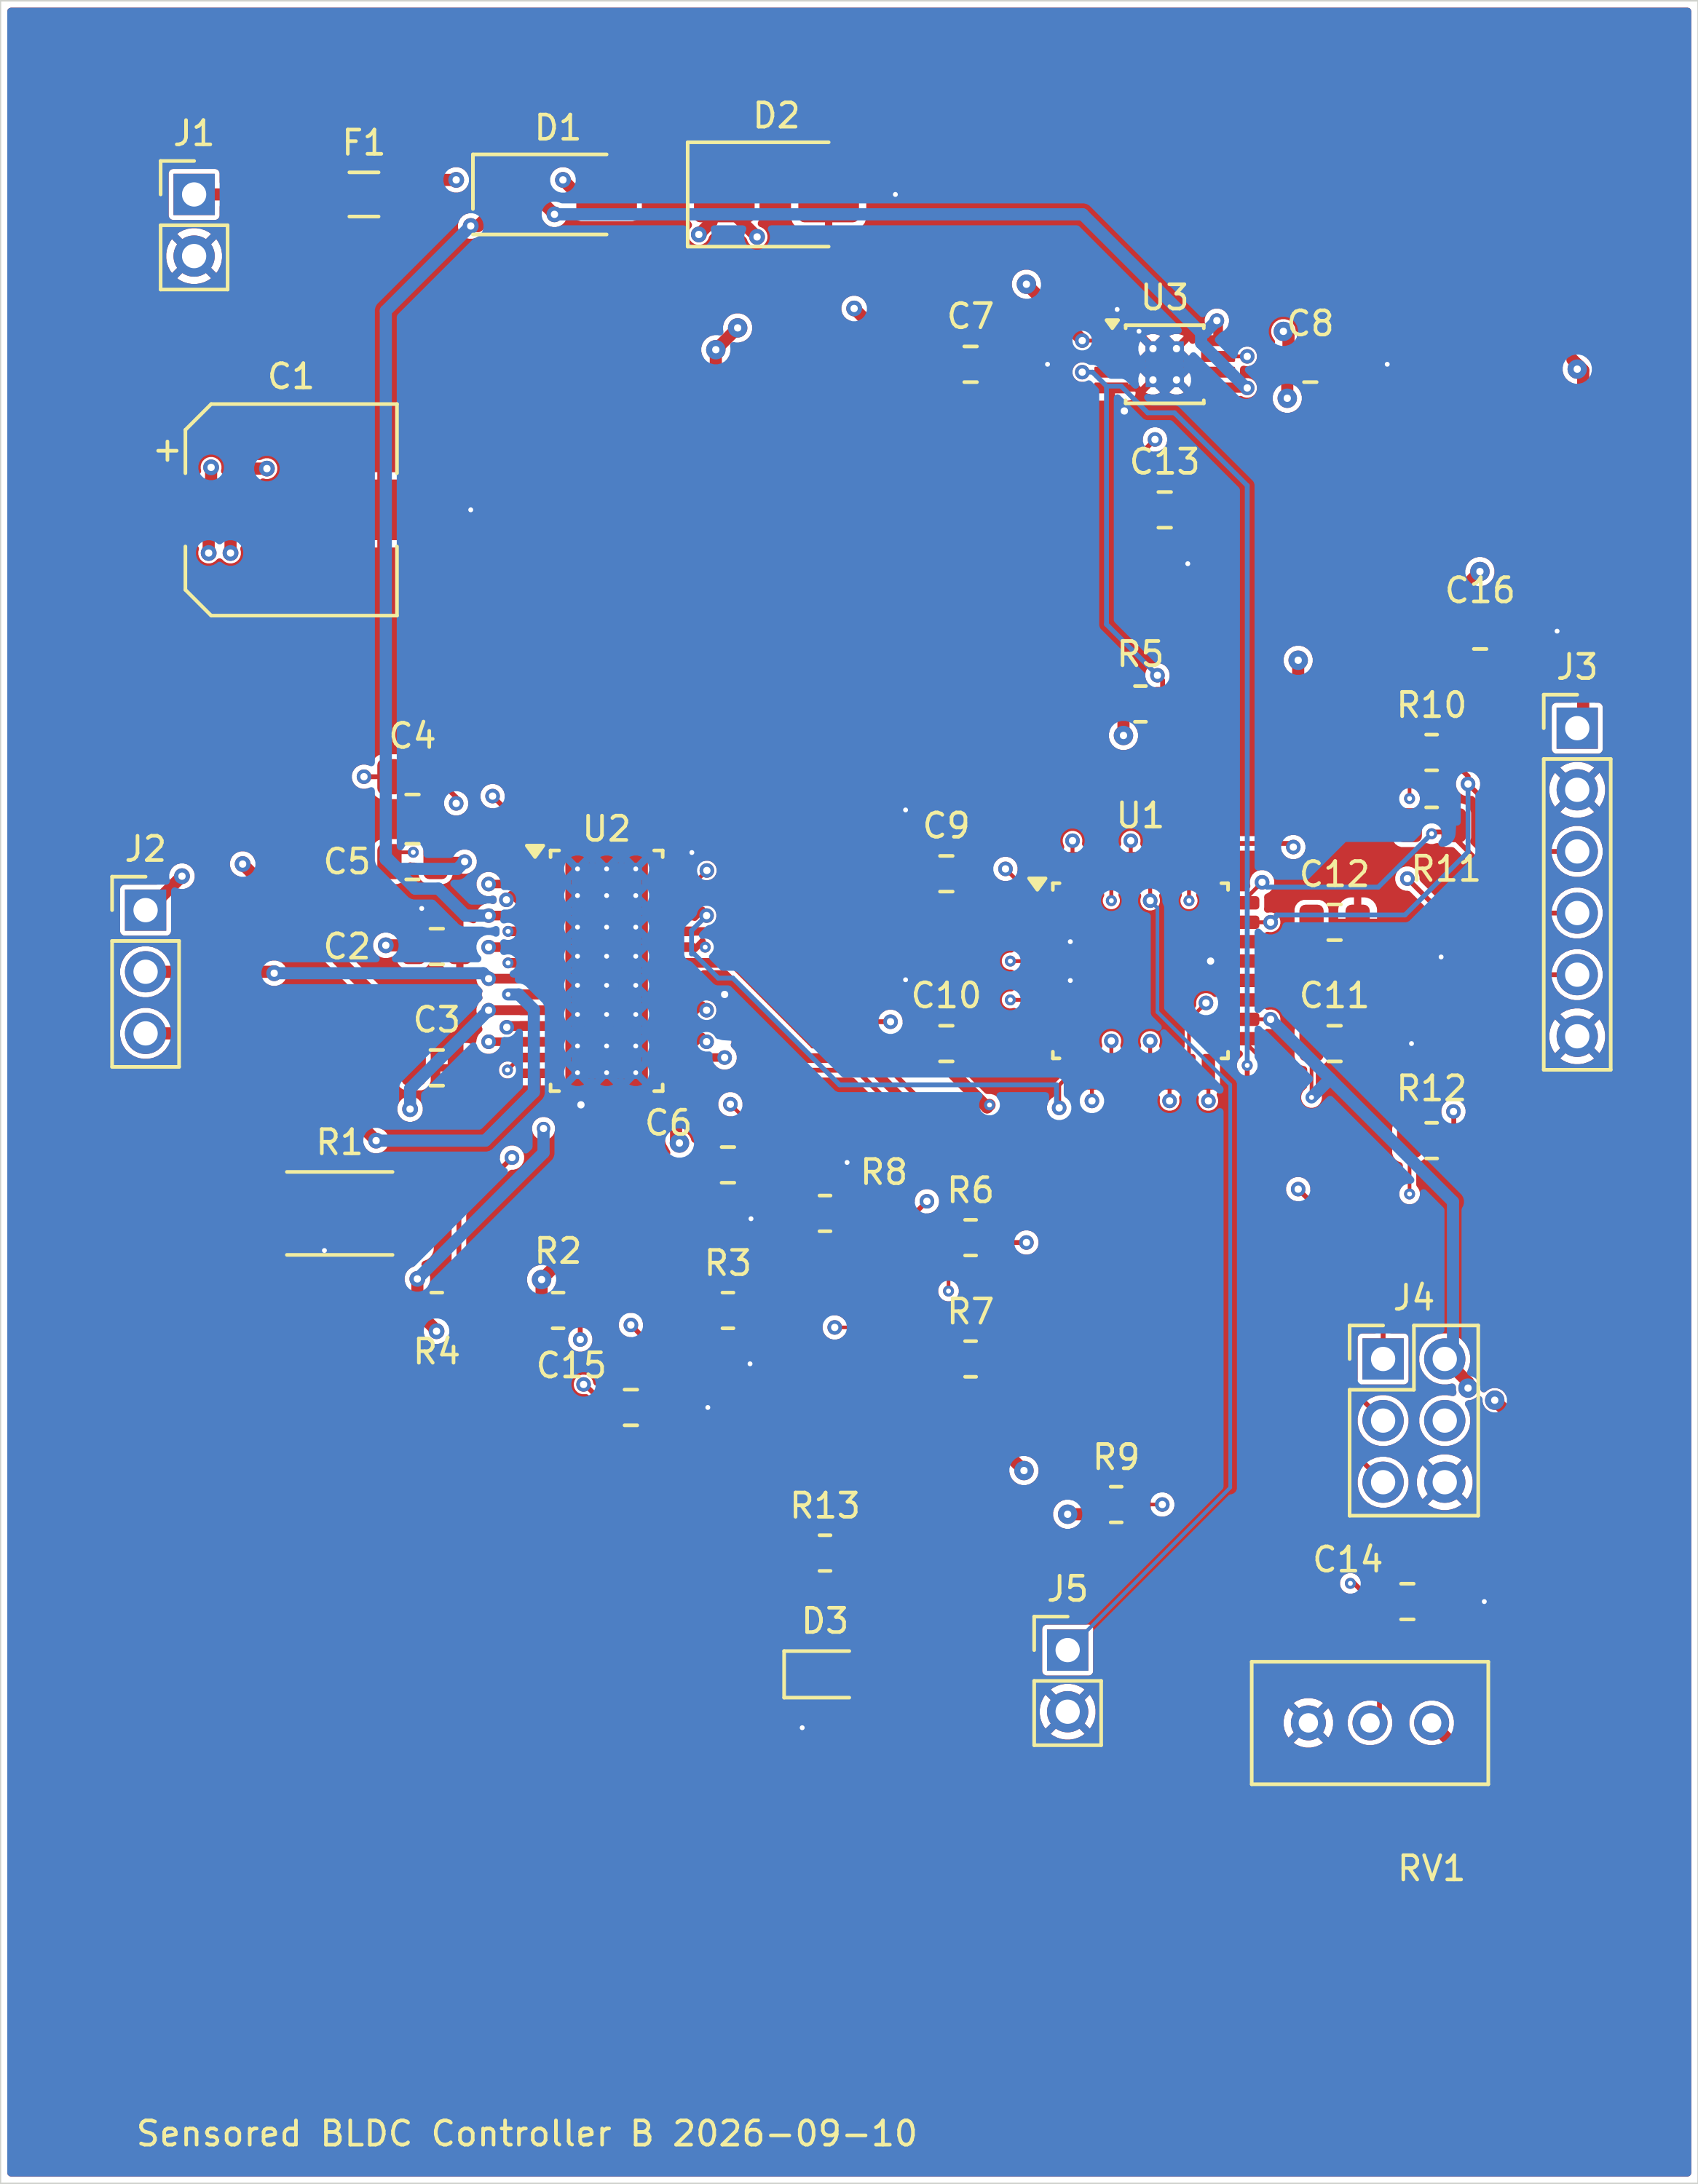 D2
D1
J1
F1
U3
C7
C8
C1
+
C13
C16
R5
J3
R10
C4
U1
C9
U2
J2
C5
R11
C12
C2
C10
C11
C3
R12
C6
R1
R8
R6
R2
R3
J4
R7
R4
C15
R9
R13
C14
J5
D3
RV1
Sensored BLDC Controller B 2026-09-10